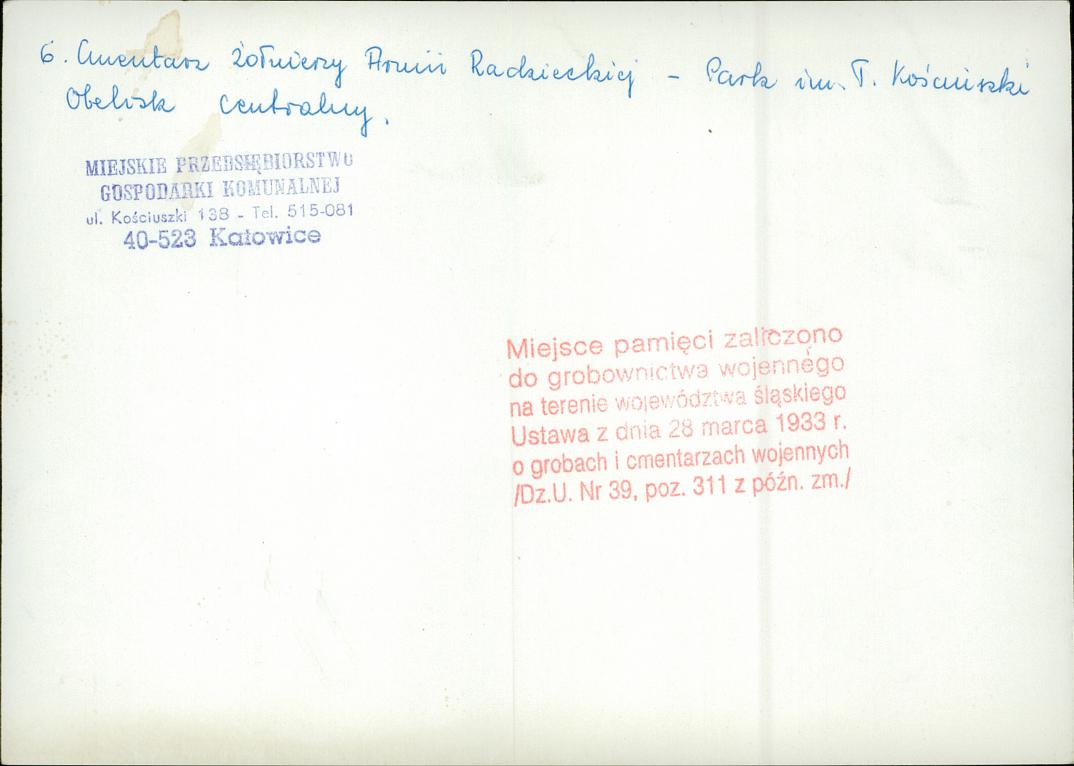 6. Cmentarz żołnierzy Armii Radzieckiej – Park im. T. Kościuszki
Obelisk centralny.
MIEJSKIE PRZEDSIĘBIORSTWO
GOSPODARKI KOMUNALNEJ
ul. Kościuszki 138 - Tel. 515-081
40-523 Katowice
Miejsce pamięci zaliczono
do grobownictwa wojennego
na terenie województwa śląskiego
Ustawa z dnia 28 marca 1933 r.
o grobach i cmentarzach wojennych
/Dz.U. Nr 39, poz. 311 z późn. zm./